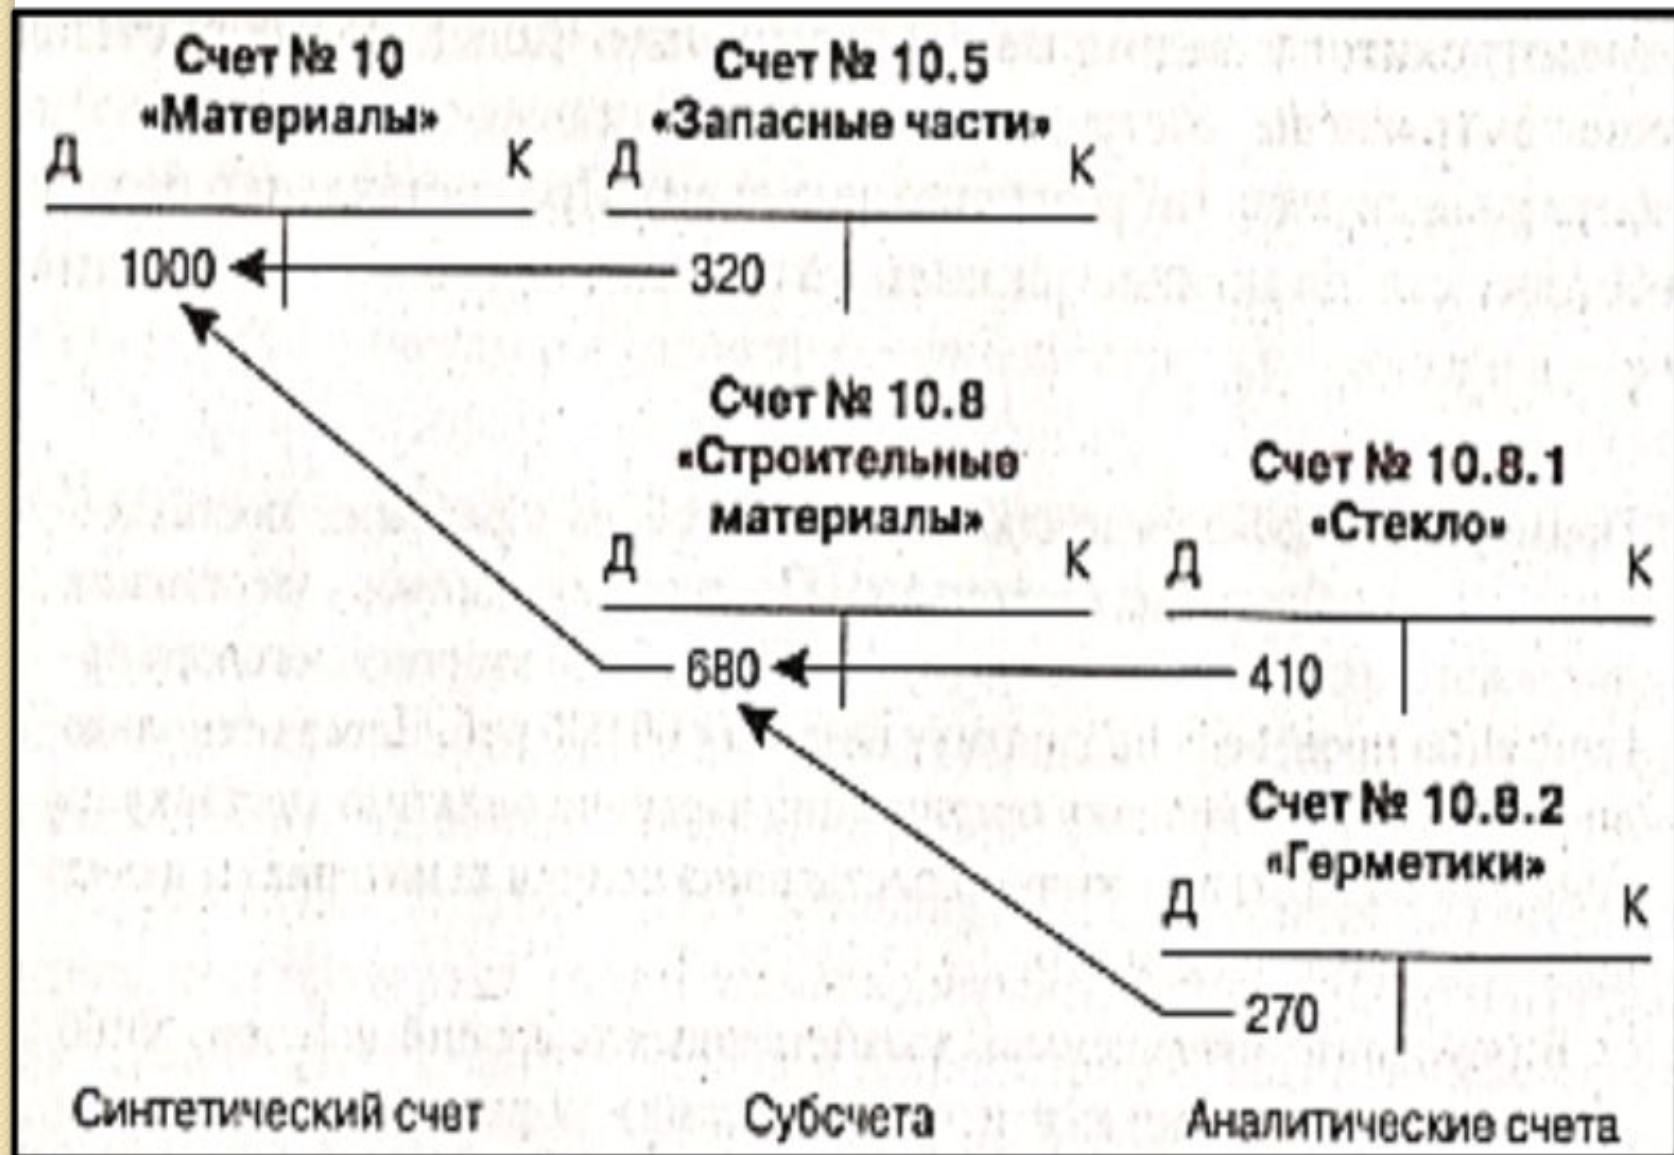 Счет № 10
«Материалы»
Д К
1000
Счет № 10.5
«Запасные части»
Д К
320
Счет № 10.8
«Строительные
материалы»
Д К
680
Счет № 10.8.1
«Стекло»
Д К
410
Счет № 10.8.2
«Герметики»
Д К
270
Синтетический счет
Субсчета
Аналитические счета